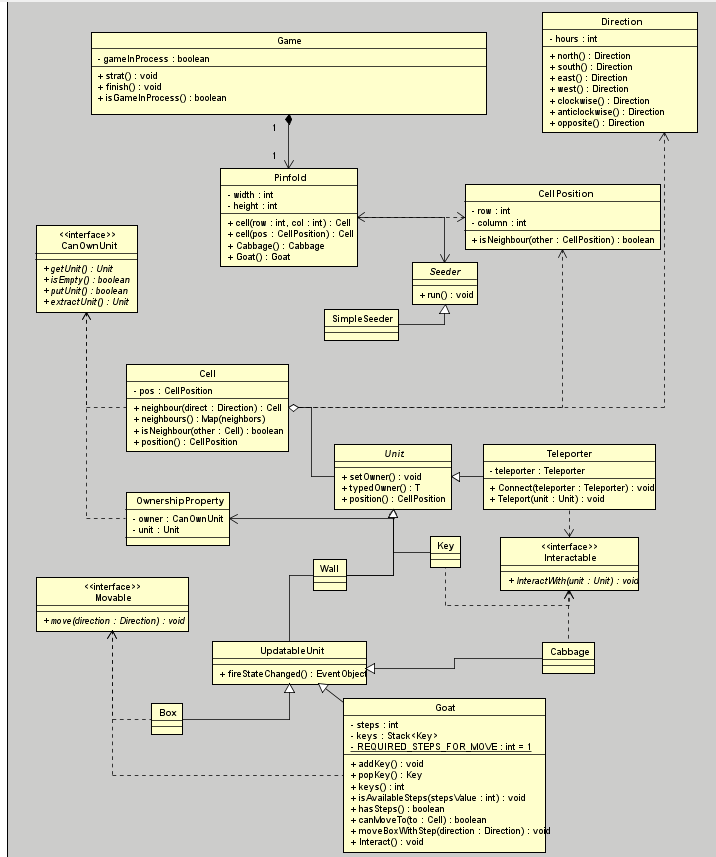 Game
- gameInProcess : boolean
+ strat() : void
+ finish() : void
+ isGameInProcess() : boolean
Direction
- hours : int
+ north() : Direction
+ south() : Direction
+ east() : Direction
+ west() : Direction
+ clockwise() : Direction
+ anticlockwise() : Direction
+ opposite() : Direction
1
1
Pinfold
- width : int
- height : int
+ cell(row : int, col : int) : Cell
+ cell(pos : CellPosition) : Cell
+ Cabbage() : Cabbage
+ Goat() : Goat
CellPosition
- row : int
- column : int
+ isNeighbour(other : CellPosition) : boolean
<<interface>>
CanOwnUnit
+ getUnit() : Unit
+ isEmpty() : boolean
+ putUnit() : boolean
+ extractUnit() : Unit
Seeder
+ run() : void
SimpleSeeder
Cell
- pos : CellPosition
+ neighbour(direct : Direction) : Cell
+ neighbours() : Map(neighbors)
+ isNeighbour(other : Cell) : boolean
+ position() : CellPosition
Unit
+ setOwner() : void
+ typedOwner() : T
+ position() : CellPosition
Teleporter
- teleporter : Teleporter
+ Connect(teleporter : Teleporter) : void
+ Teleport(unit : Unit) : void
OwnershipProperty
- owner : CanOwnUnit
- unit : Unit
Key
<<interface>>
Interactable
+ InteractWith(unit : Unit) : void
Wall
<<interface>>
Movable
+ move(direction : Direction) : void
UpdatableUnit
+ fireStateChanged() : EventObject
Cabbage
Box
Goat
- steps : int
- keys : Stack<Key>
- REQUIRED_STEPS_FOR_MOVE : int = 1
+ addKey() : void
+ popKey() : Key
+ keys() : int
+ isAvailableSteps(stepsValue : int) : void
+ hasSteps() : boolean
+ canMoveTo(to : Cell) : boolean
+ moveBoxWithStep(direction : Direction) : void
+ Interact() : void